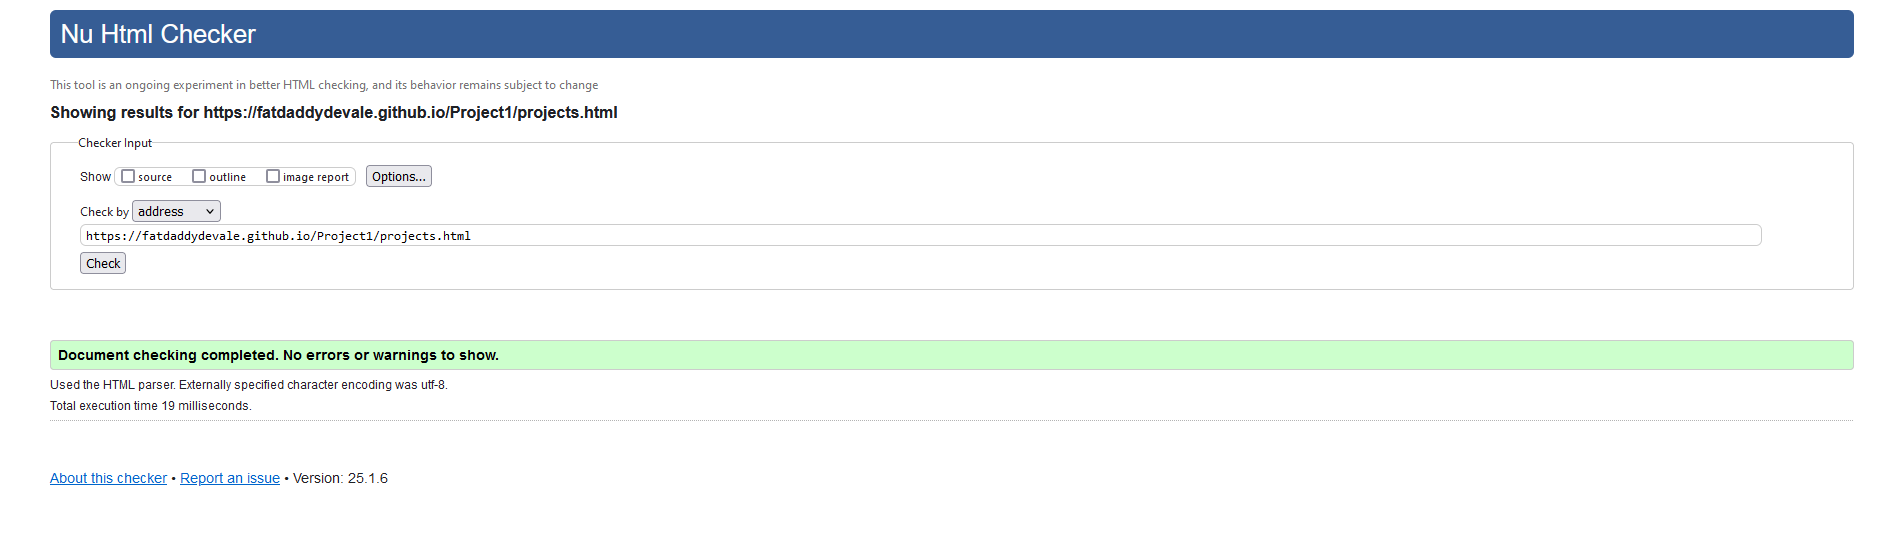 Nu Html Checker
This tool is an ongoing experiment in better HTML checking, and its behavior remains subject to change
Showing results for https://fatdaddydevale.github.io/Project1/projects.html
Checker Input
Show source outline image report Options...
Check by address
https://fatdaddydevale.github.io/Project1/projects.html
Check
Document checking completed. No errors or warnings to show.
Used the HTML parser. Externally specified character encoding was utf-8.
Total execution time 19 milliseconds.
About this checker • Report an issue • Version: 25.1.6